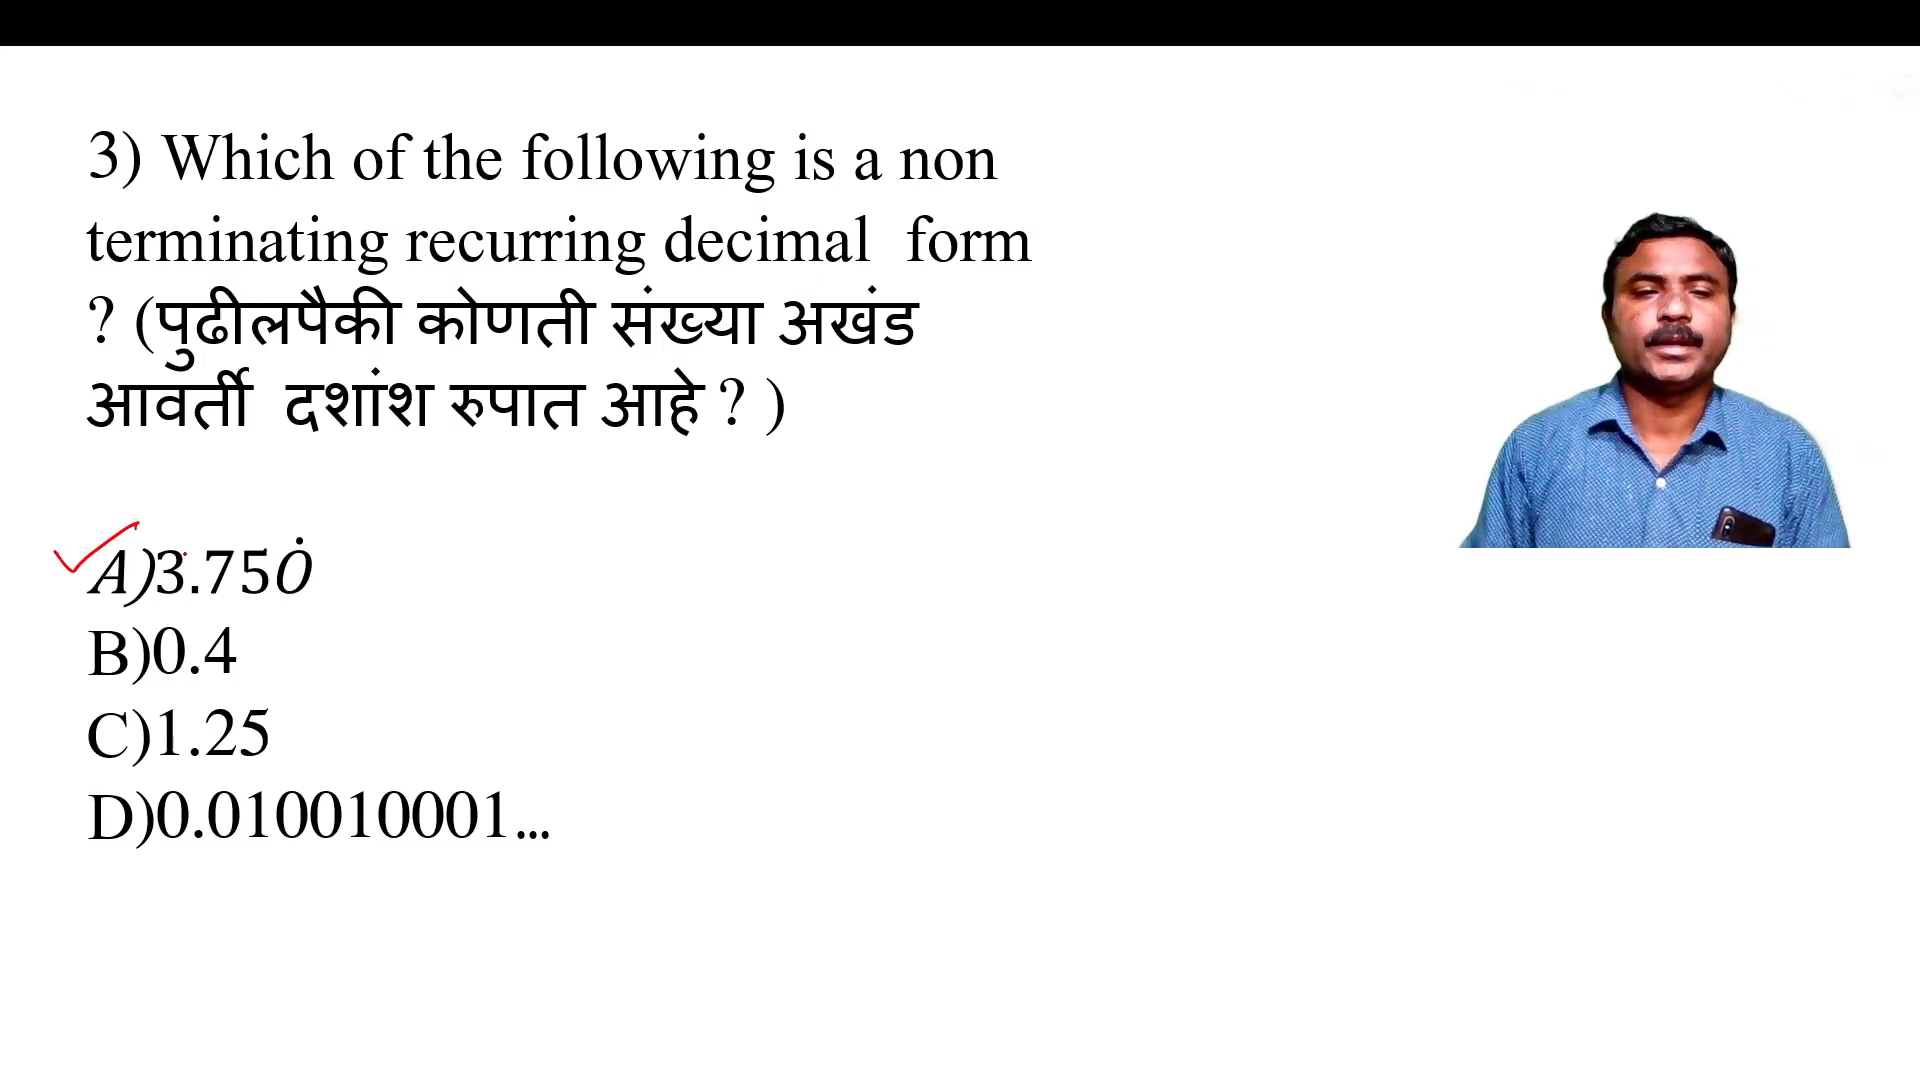 3) Which of the following is a non
terminating recurring decimal form
? (पुढीलपैकी कोणती संख्या अखंड
आवर्ती दशांश रुपात आहे ? )
A)3.75Ȯ
B)0.4
C)1.25
D)0.010010001...